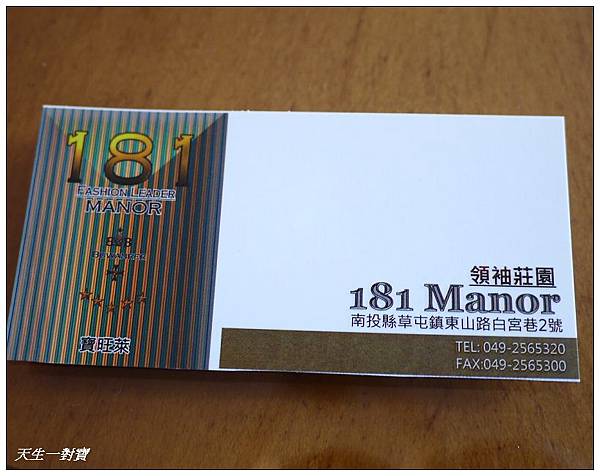 181
FASHION LEADER
MANOR
B&B
寶旺萊
領袖莊園
181 Manor
南投縣草屯鎮東山路白宮巷2號
TEL: 049-2565320
FAX:049-2565300
天生一對寶